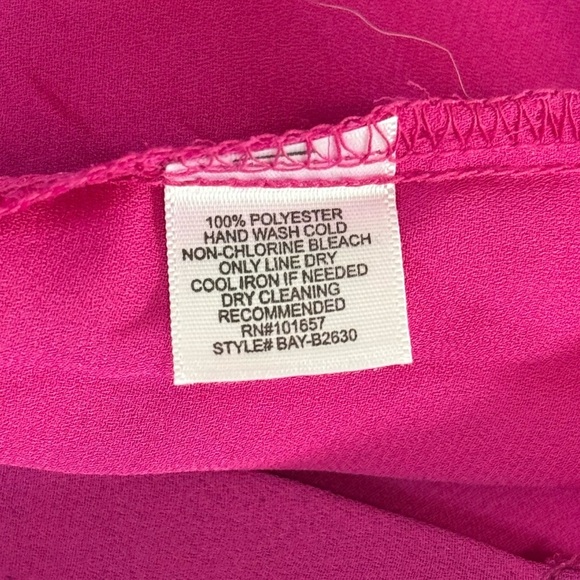 100% POLYESTER
HAND WASH COLD
NON-CHLORINE BLEACH
ONLY LINE DRY
COOL IRON IF NEEDED
DRY CLEANING
RECOMMENDED
RN#101657
STYLE# BAY-B2630